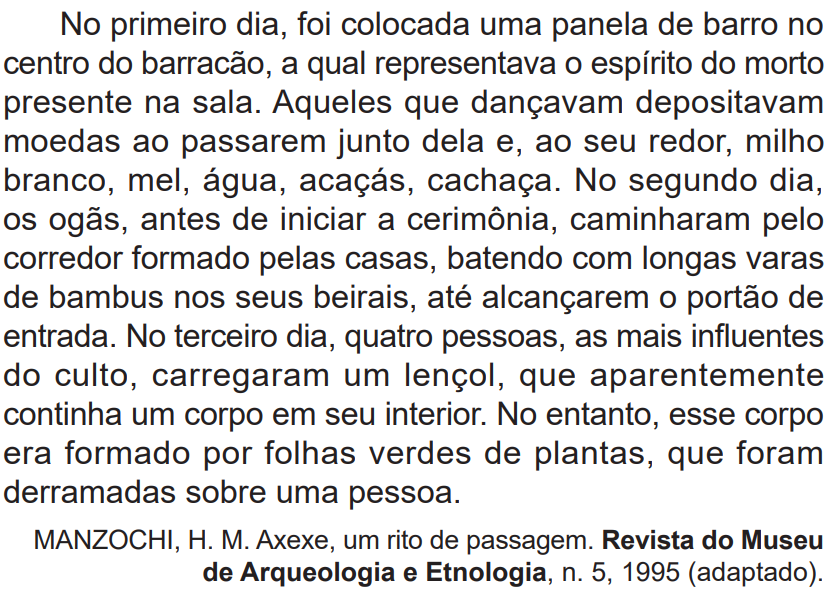 No primeiro dia, foi colocada uma panela de barro no
centro do barracão, a qual representava o espírito do morto
presente na sala. Aqueles que dançavam depositavam
moedas ao passarem junto dela e, ao seu redor, milho
branco, mel, água, acaçás, cachaça. No segundo dia,
os ogãs, antes de iniciar a cerimônia, caminharam pelo
corredor formado pelas casas, batendo com longas varas
de bambus nos seus beirais, até alcançarem o portão de
entrada. No terceiro dia, quatro pessoas, as mais influentes
do culto, carregaram um lençol, que aparentemente
continha um corpo em seu interior. No entanto, esse corpo
era formado por folhas verdes de plantas, que foram
derramadas sobre uma pessoa.
MANZOCHI, H. M. Axexe, um rito de passagem. Revista do Museu
de Arqueologia e Etnologia, n. 5, 1995 (adaptado).